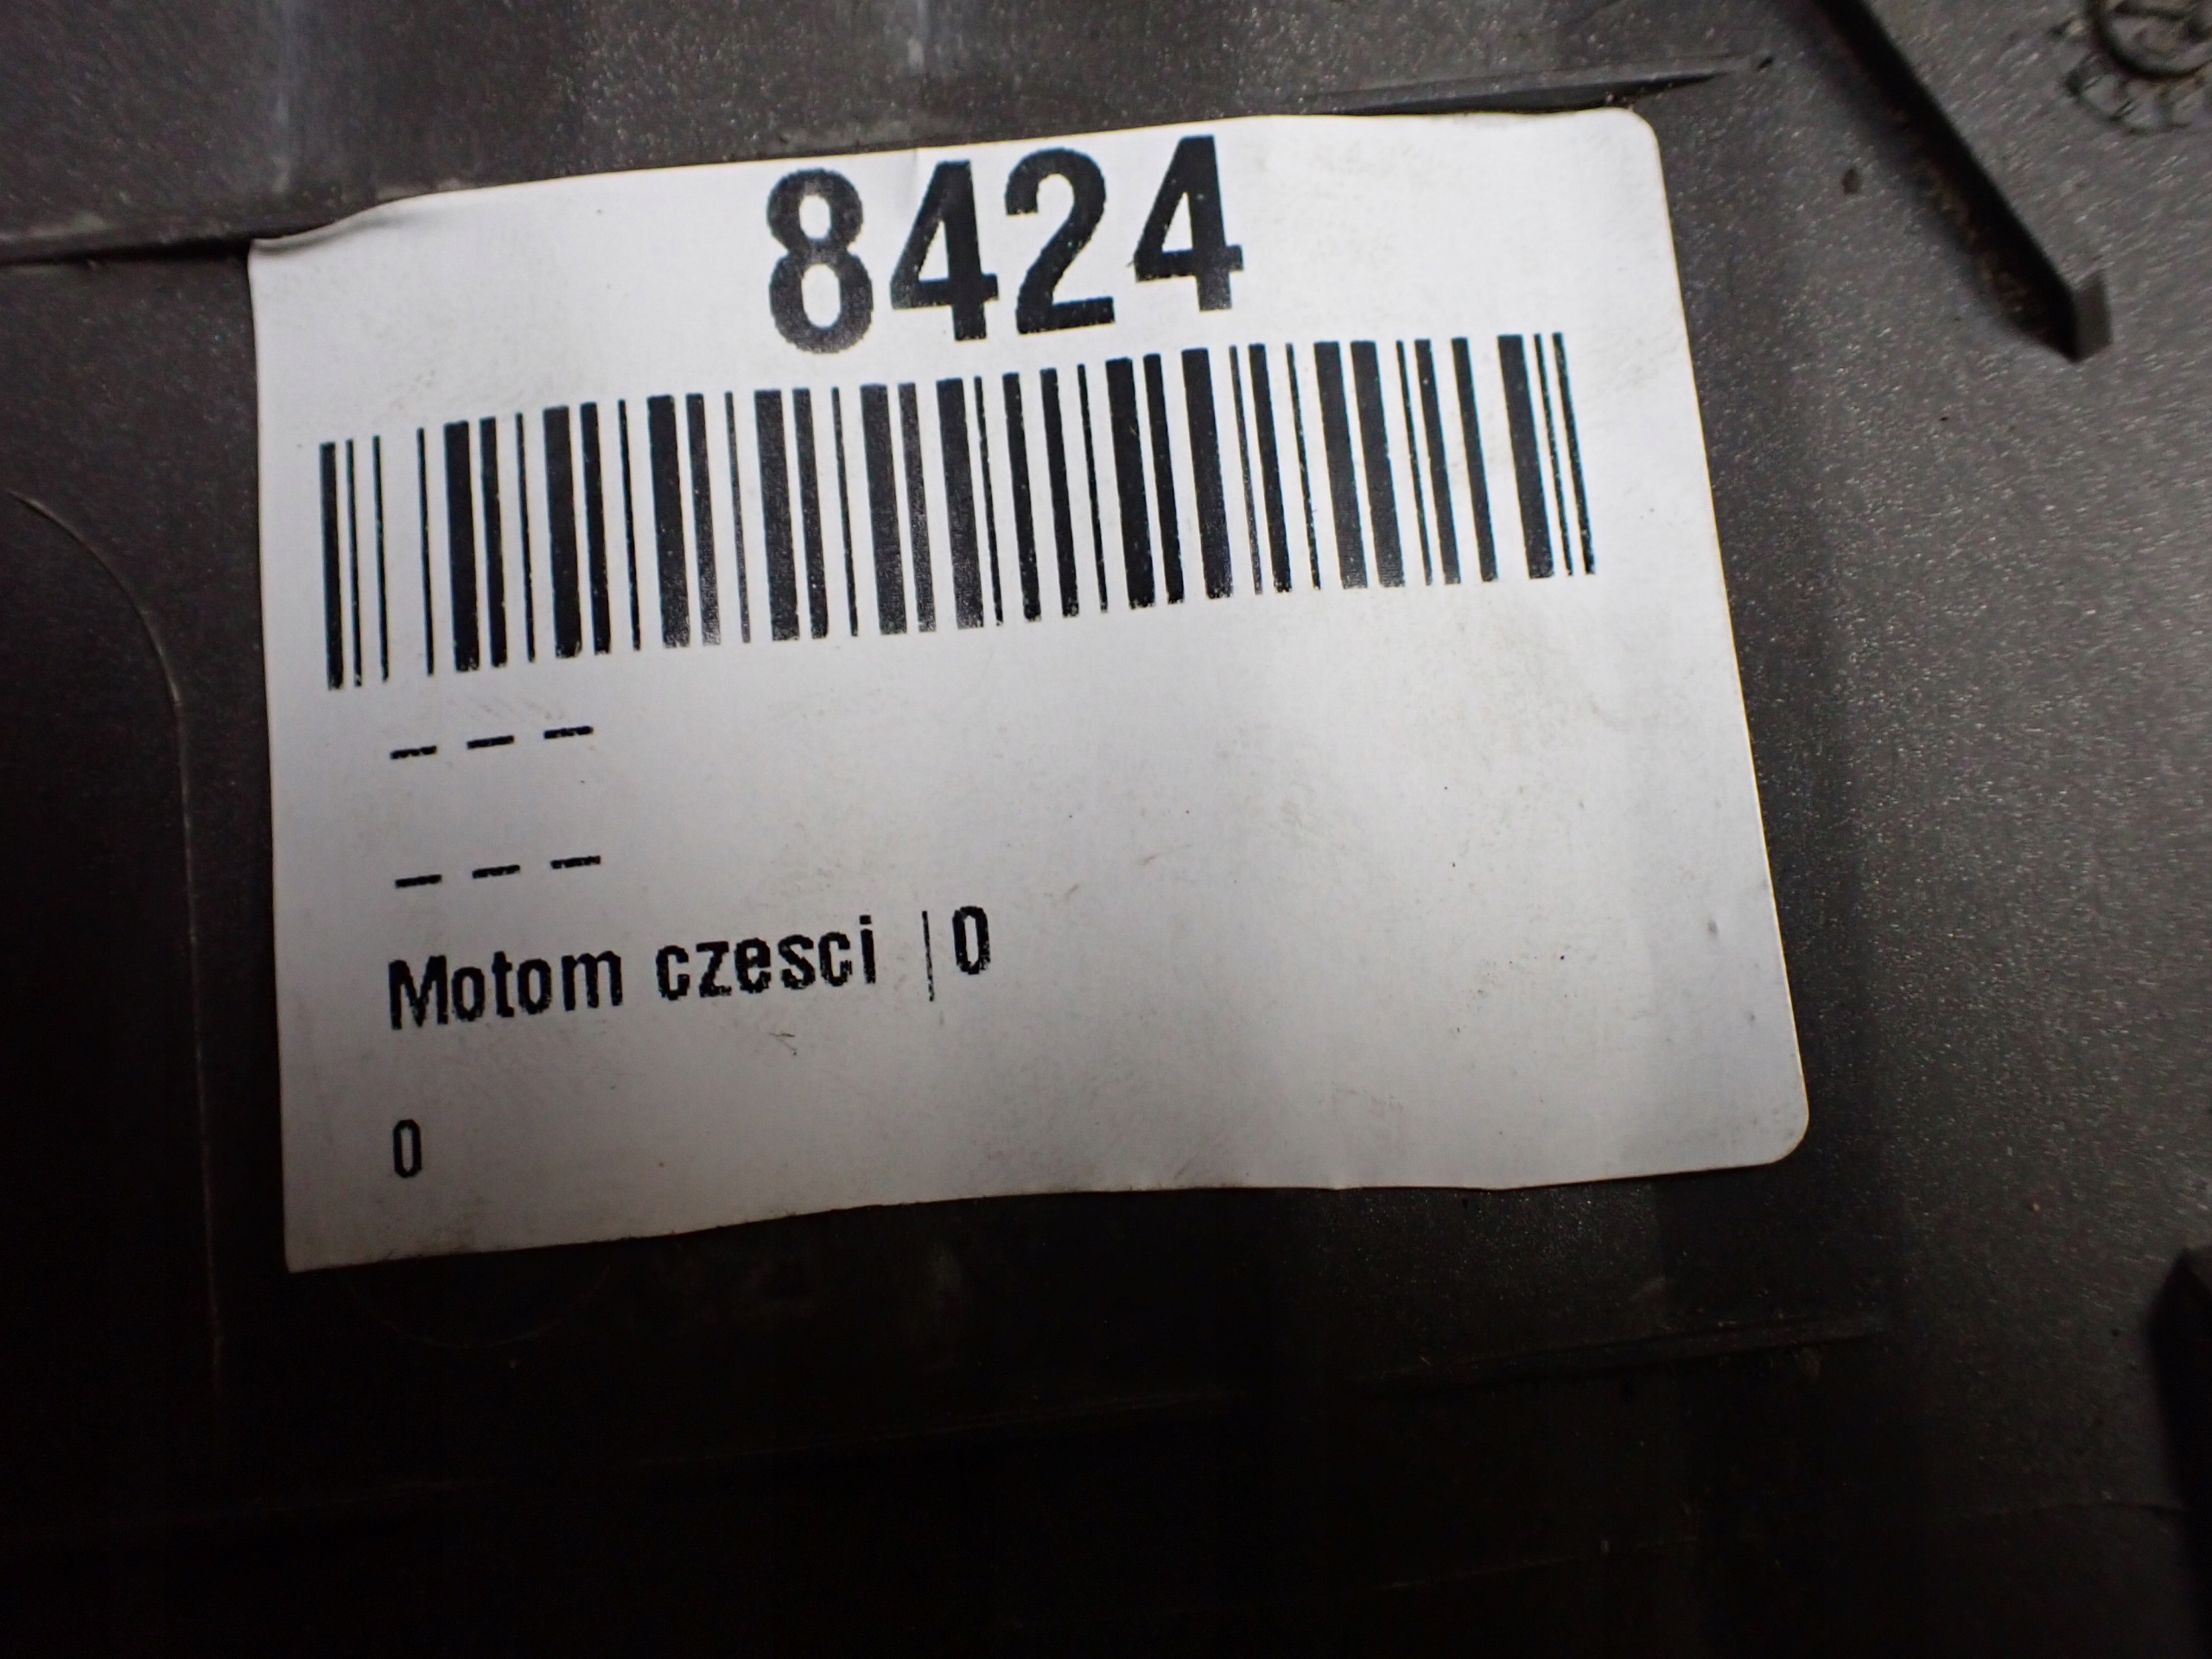 8424
---
---
Motom czesci |0
0